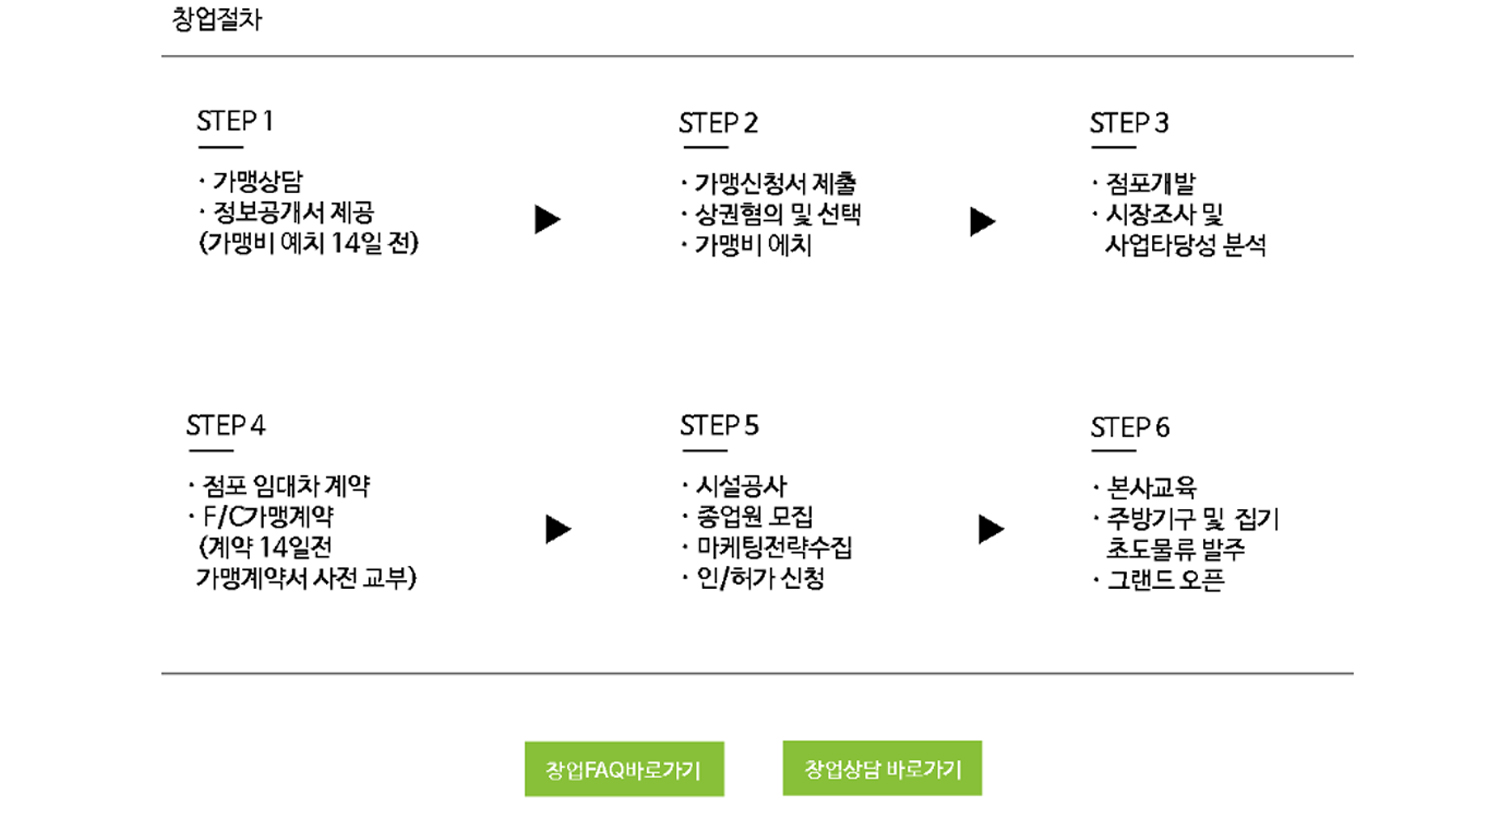 창업절차
STEP 1
· 가맹상담
· 정보공개서 제공
(가맹비 예치 14일 전)
STEP 2
· 가맹신청서 제출
· 상권협의 및 선택
· 가맹비 에치
STEP 3
· 점포개발
· 시장조사 및
사업타당성 분석
STEP 4
· 점포 임대차 계약
· F/C가맹계약
(계약 14일전
가맹계약서 사전 교부)
STEP 5
· 시설공사
· 종업원 모집
· 마케팅전략수집
· 인/허가 신청
STEP 6
· 본사교육
· 주방기구 및 집기
초도물류 발주
· 그랜드 오픈
창업FAQ바로가기
창업상담 바로가기